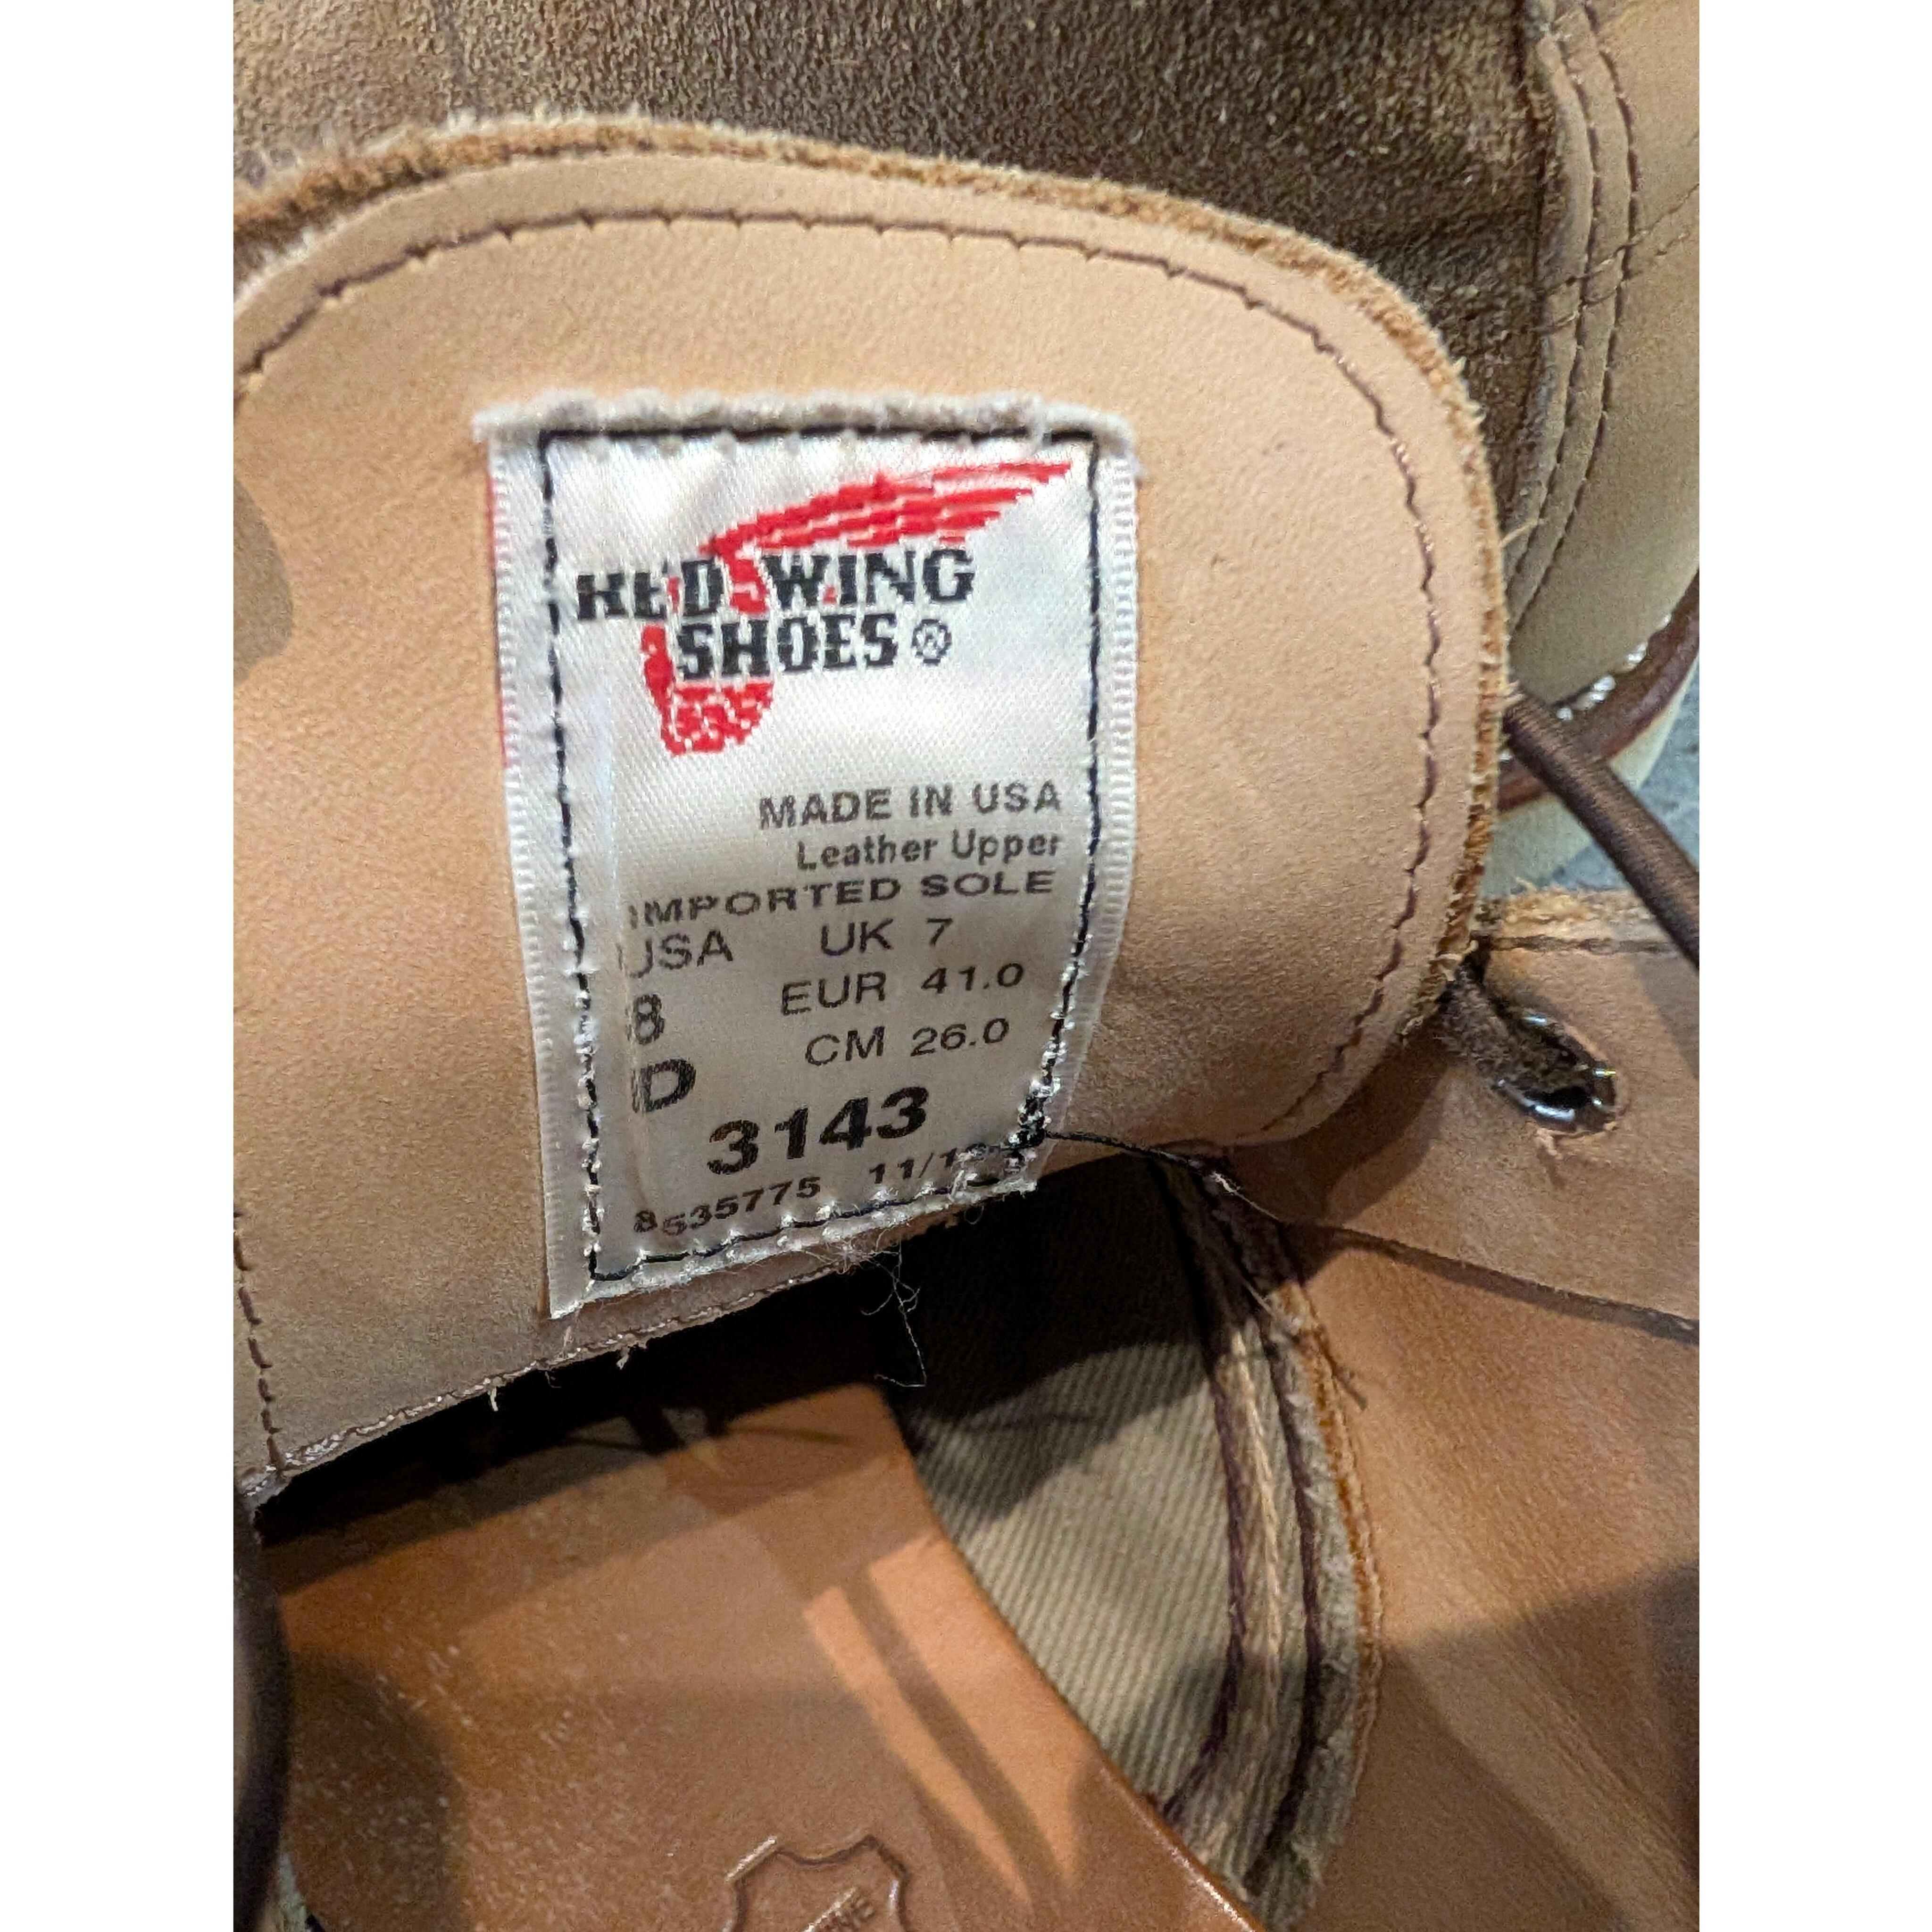 RED WING
SHOES®
MADE IN USA
Leather Upper
IMPORTED SOLE
USA UK 7
8 EUR 41.0
D CM 26.0
3143
8535775